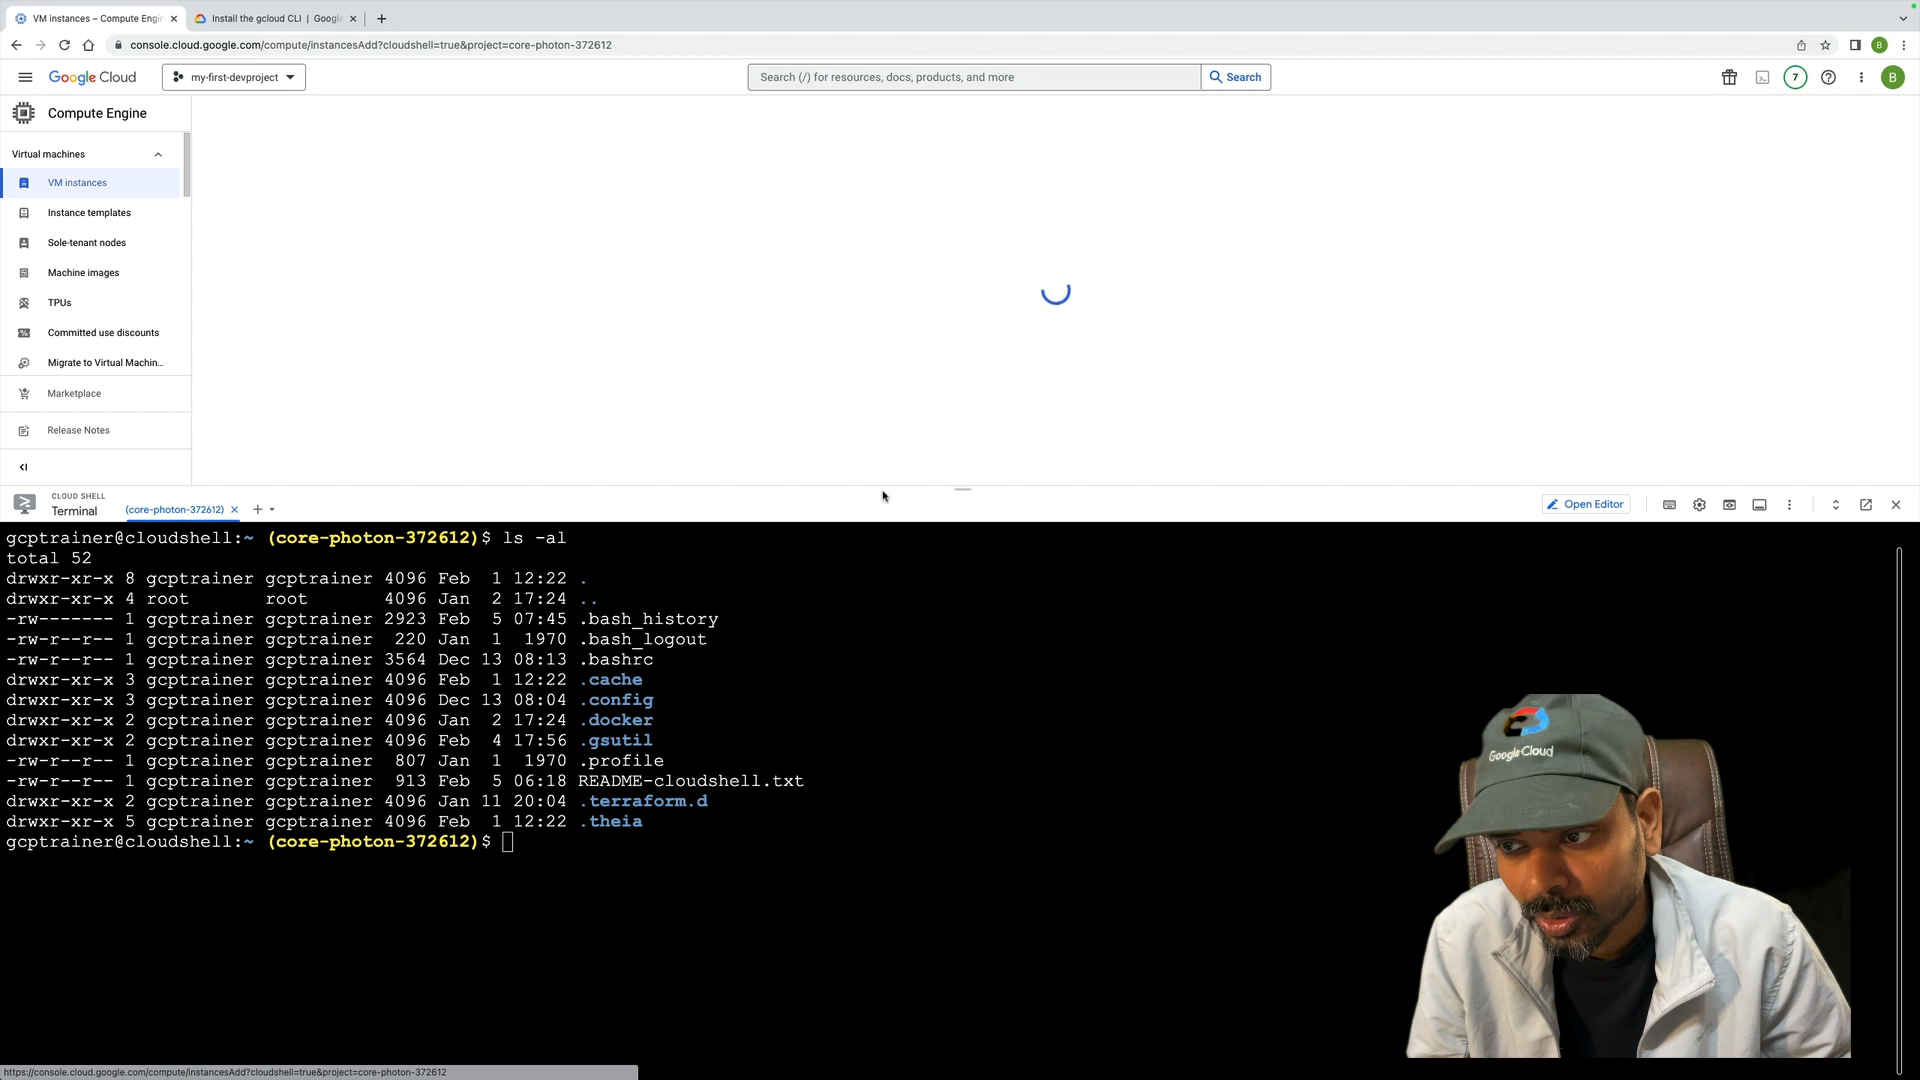 VM instances – Compute Engin
Install the gcloud CLI | Google
console.cloud.google.com/compute/instancesAdd?cloudshell=true&project=core-photon-372612
B
Google Cloud
my-first-devproject
Search (/) for resources, docs, products, and more
Search
7
B
Compute Engine
Virtual machines
VM instances
Instance templates
Sole-tenant nodes
Machine images
TPUs
Committed use discounts
Migrate to Virtual Machin...
Marketplace
Release Notes
CLOUD SHELL
Terminal
(core-photon-372612)
Open Editor
gcptrainer@cloudshell:~ (core-photon-372612)$ ls -al
total 52
drwxr-xr-x 8 gcptrainer gcptrainer 4096 Feb  1 12:22 .
drwxr-xr-x 4 root       root       4096 Jan  2 17:24 ..
-rw------- 1 gcptrainer gcptrainer 2923 Feb  5 07:45 .bash_history
-rw-r--r-- 1 gcptrainer gcptrainer  220 Jan  1  1970 .bash_logout
-rw-r--r-- 1 gcptrainer gcptrainer 3564 Dec 13 08:13 .bashrc
drwxr-xr-x 3 gcptrainer gcptrainer 4096 Feb  1 12:22 .cache
drwxr-xr-x 3 gcptrainer gcptrainer 4096 Dec 13 08:04 .config
drwxr-xr-x 2 gcptrainer gcptrainer 4096 Jan  2 17:24 .docker
drwxr-xr-x 2 gcptrainer gcptrainer 4096 Feb  4 17:56 .gsutil
-rw-r--r-- 1 gcptrainer gcptrainer  807 Jan  1  1970 .profile
-rw-r--r-- 1 gcptrainer gcptrainer  913 Feb  5 06:18 README-cloudshell.txt
drwxr-xr-x 2 gcptrainer gcptrainer 4096 Jan 11 20:04 .terraform.d
drwxr-xr-x 5 gcptrainer gcptrainer 4096 Feb  1 12:22 .theia
gcptrainer@cloudshell:~ (core-photon-372612)$
Google Cloud
https://console.cloud.google.com/compute/instancesAdd?cloudshell=true&project=core-photon-372612